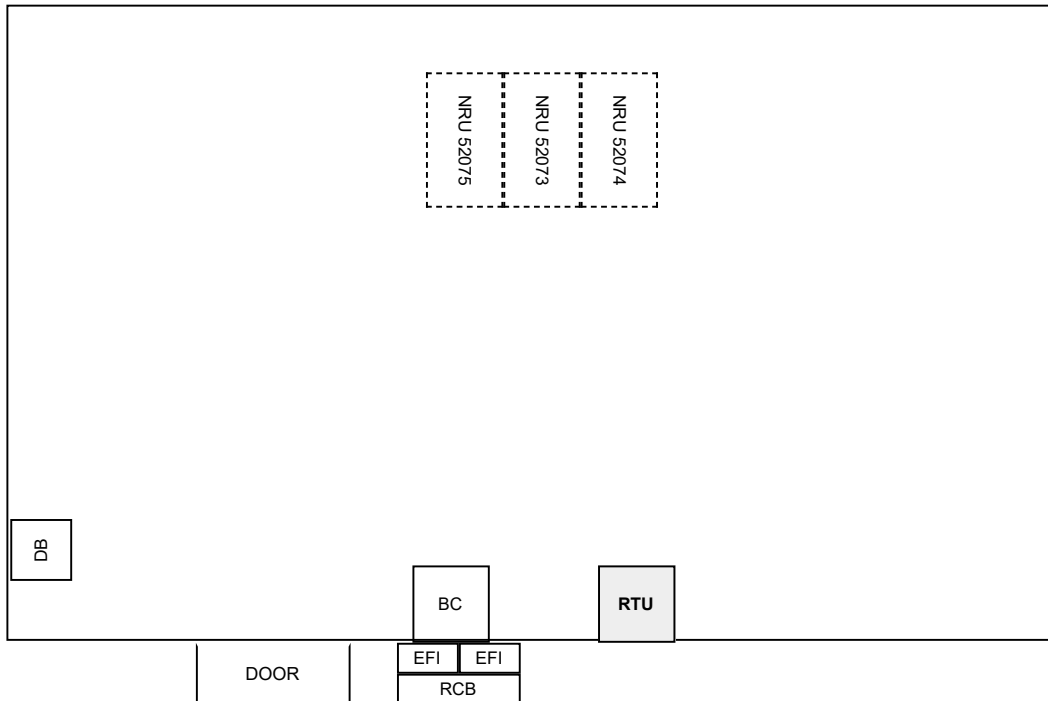 NRU 52075
NRU 52073
NRU 52074
DB
BC
RTU
EFI
EFI
DOOR
RCB